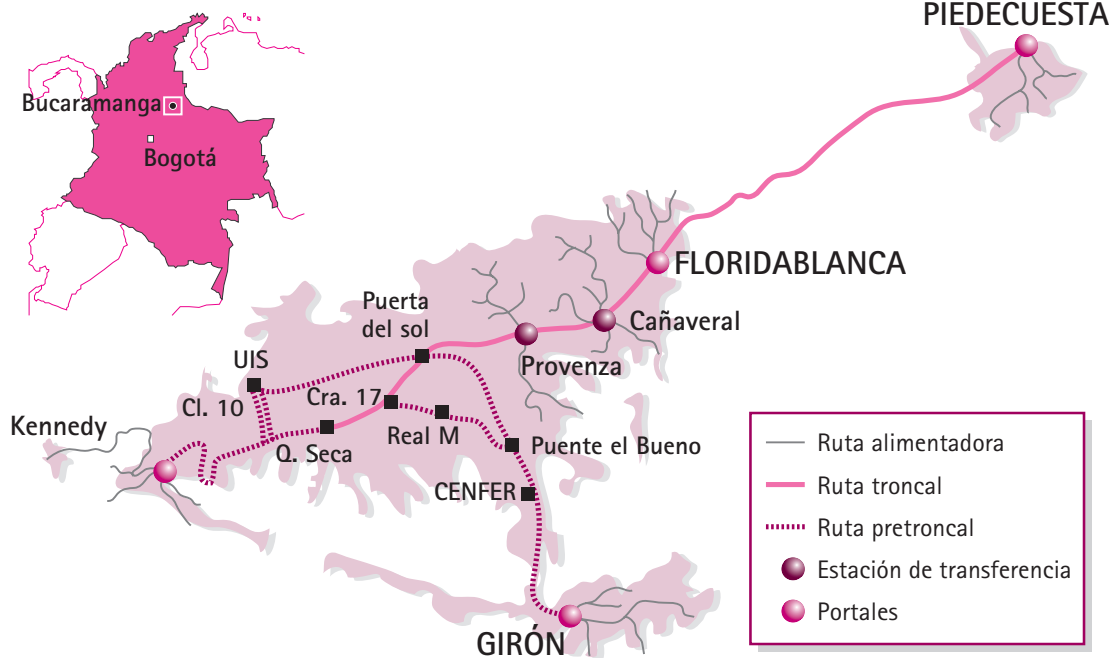 PIEDECUESTA
Bucaramanga
Bogotá
FLORIDABLANCA
Puerta
del sol
Cañaveral
Provenza
UIS
Cl. 10
Cra. 17
Kennedy
Real M
Q. Seca
Puente el Bueno
CENFER
GIRÓN
Ruta alimentadora
Ruta troncal
Ruta pretroncal
Estación de transferencia
Portales